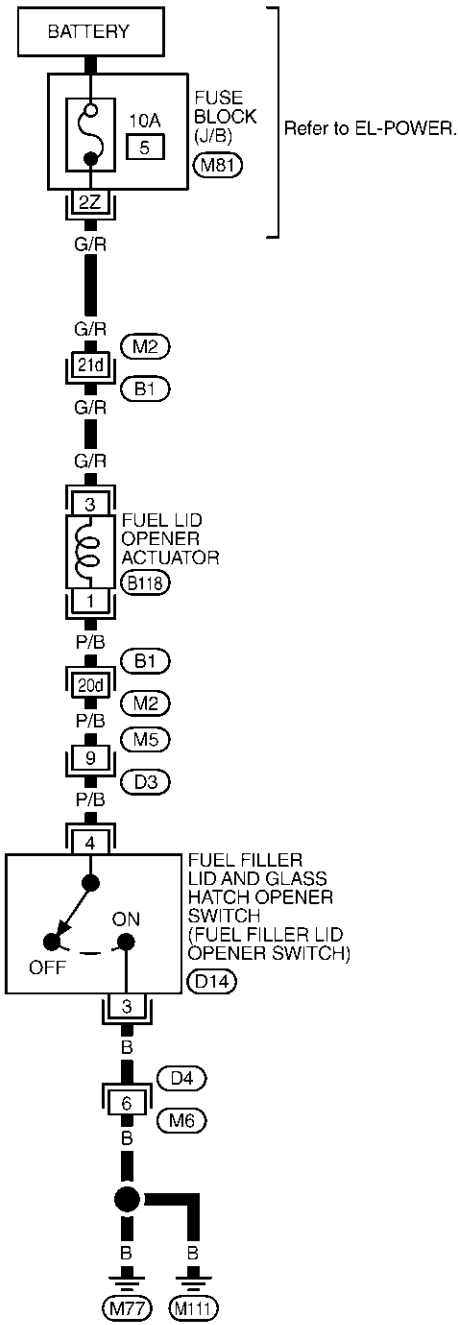 BATTERY
FUSE
BLOCK
(J/B)
10A
5
M81
Refer to EL-POWER.
2Z
G/R
G/R
M2
21d
B1
G/R
G/R
3
FUEL LID
OPENER
ACTUATOR
B118
1
P/B
B1
20d
M2
P/B
M5
9
D3
P/B
4
FUEL FILLER
LID AND GLASS
HATCH OPENER
SWITCH
(FUEL FILLER LID
OPENER SWITCH)
ON
OFF
D14
3
B
D4
6
M6
B
B B
M77 M111